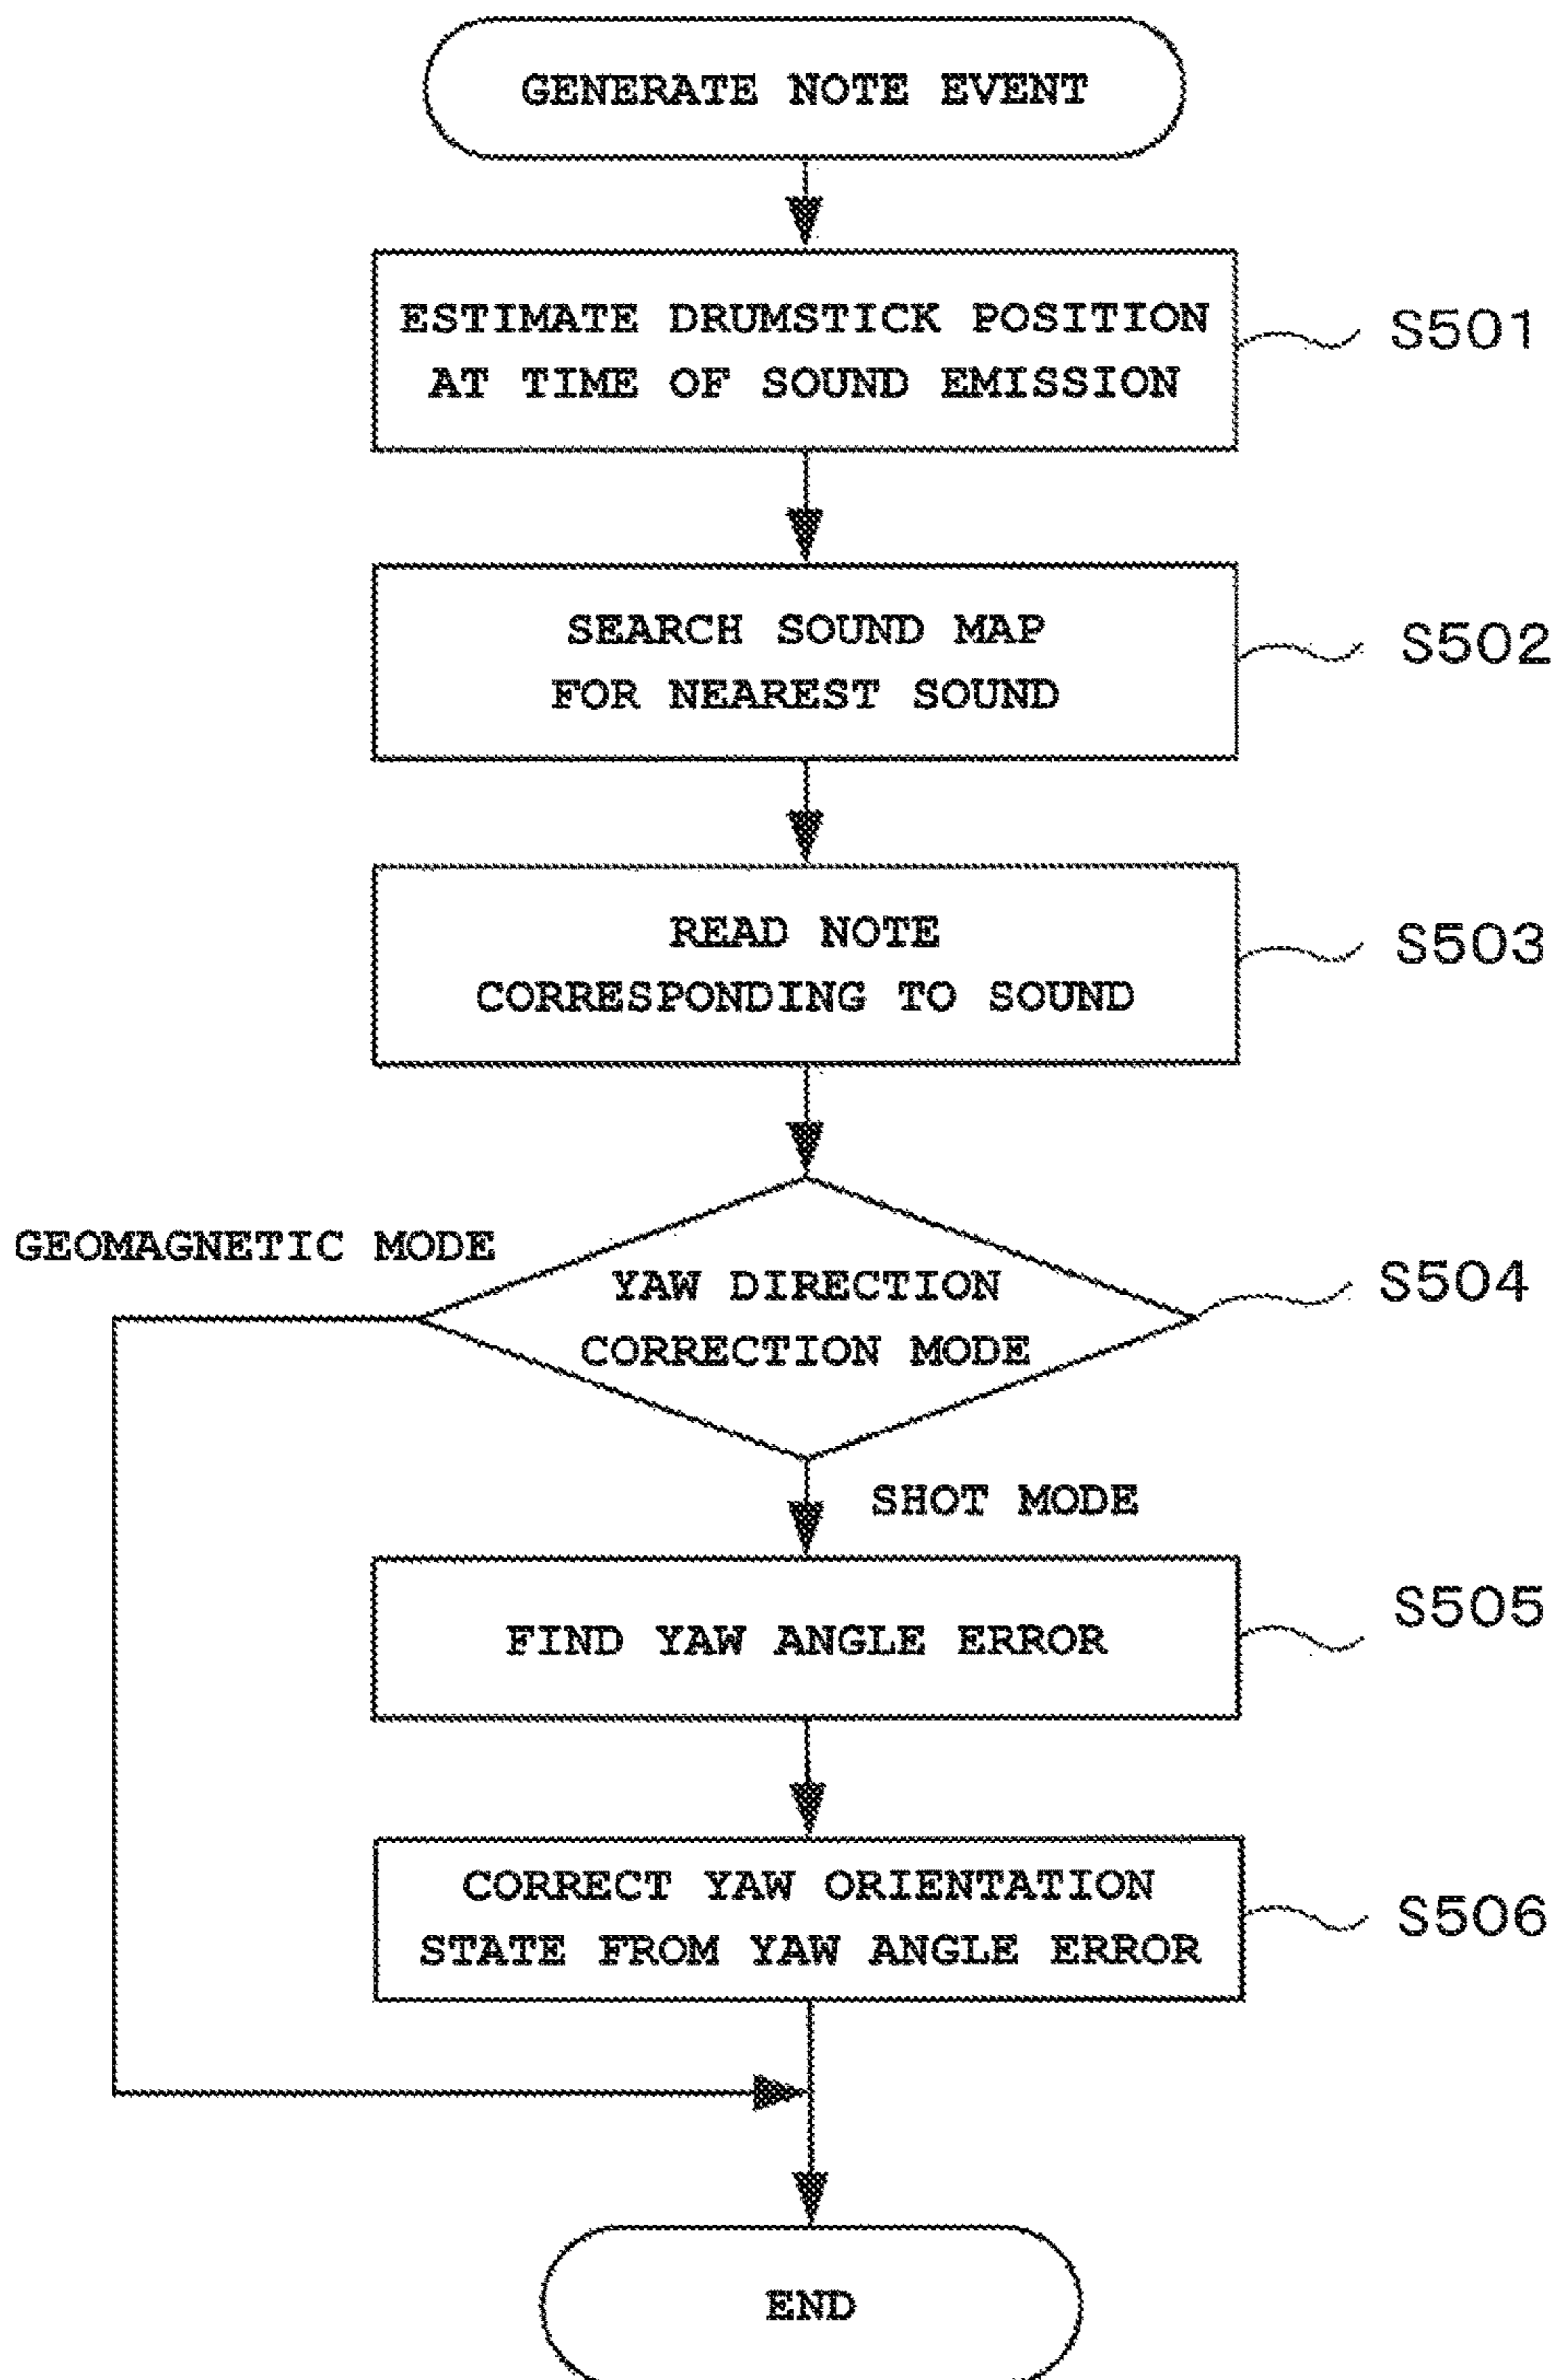 GENERATE NOTE EVENT
ESTIMATE DRUMSTICK POSITION
AT TIME OF SOUND EMISSION
S501
SEARCH SOUND MAP
FOR NEAREST SOUND
S502
READ NOTE
CORRESPONDING TO SOUND
S503
GEOMAGNETIC MODE
YAW DIRECTION
CORRECTION MODE
S504
SHOT MODE
FIND YAW ANGLE ERROR
S505
CORRECT YAW ORIENTATION
STATE FROM YAW ANGLE ERROR
S506
END